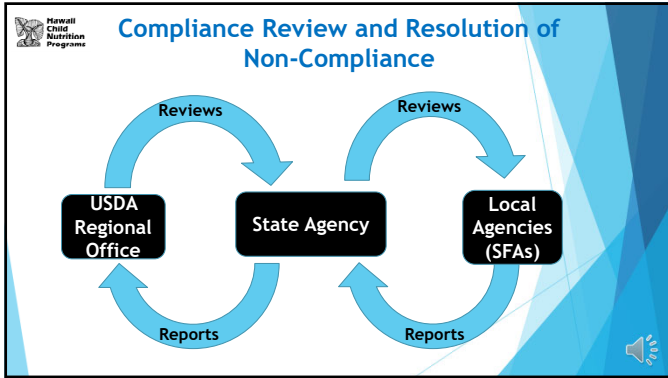 Hawaii
Child
Nutrition
Programs
Compliance Review and Resolution of
Non-Compliance
Reviews
Reviews
USDA
Regional
Office
State Agency
Local
Agencies
(SFAs)
Reports
Reports